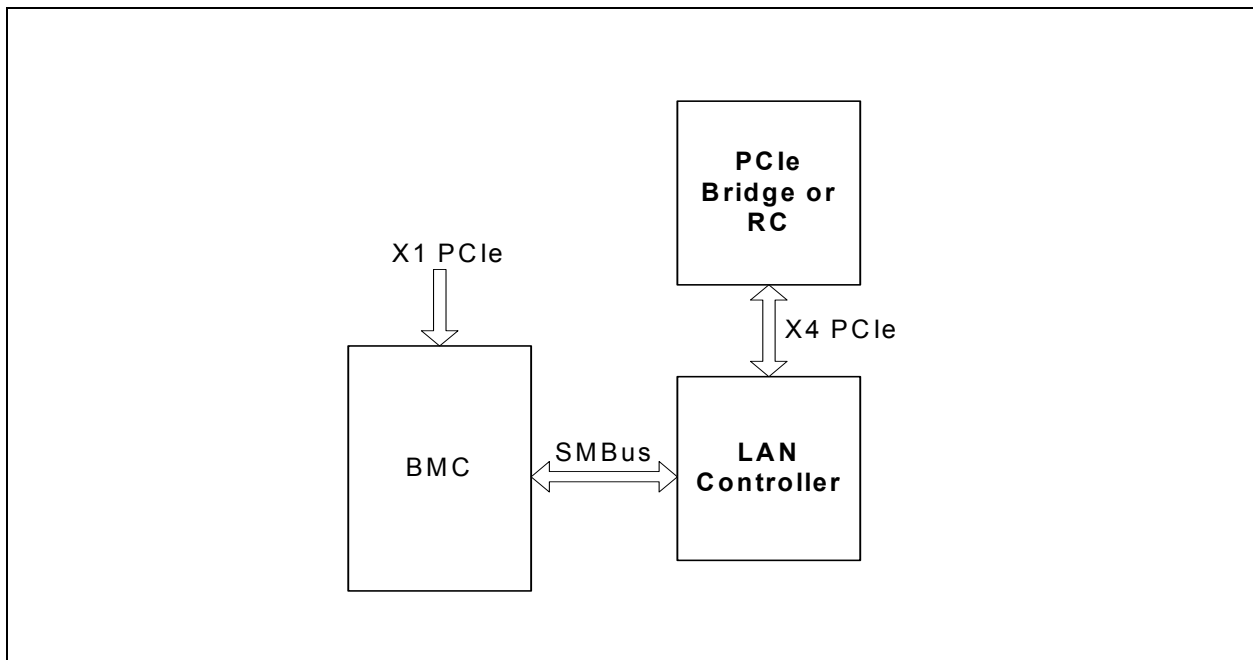 PCIe
Bridge or
RC
X1 PCIe
X4 PCIe
BMC
SMBus
LAN
Controller